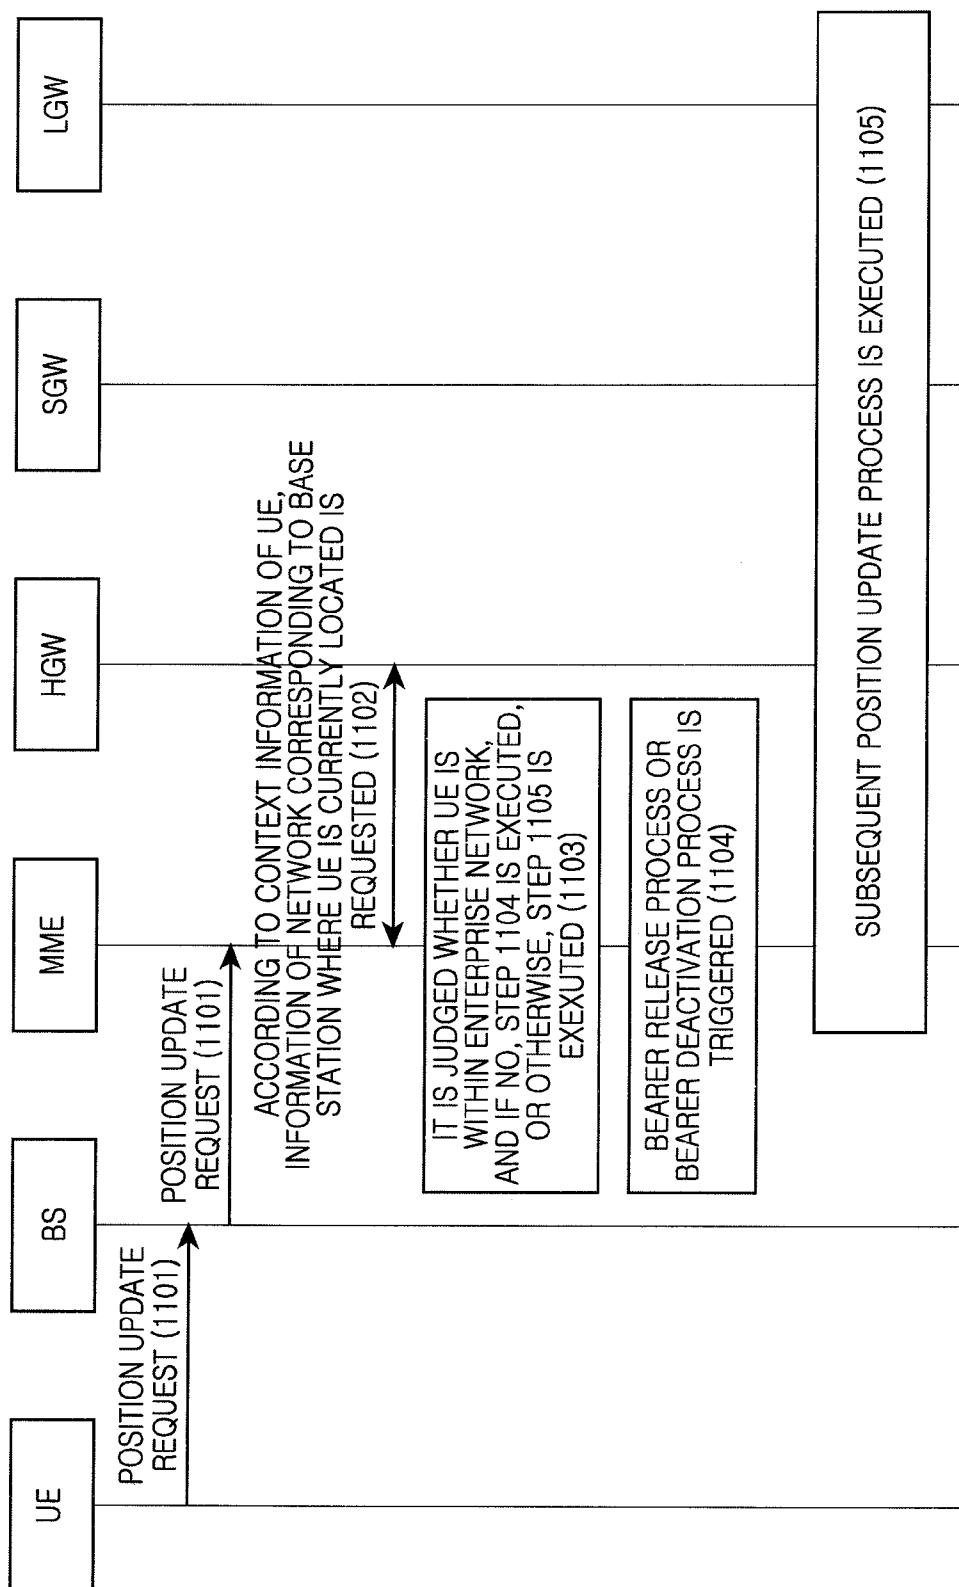 UE
BS
MME
HGW
SGW
LGW
POSITION UPDATE
REQUEST (1101)
POSITION UPDATE
REQUEST (1101)
ACCORDING TO CONTEXT INFORMATION OF UE,
INFORMATION OF NETWORK CORRESPONDING TO BASE
STATION WHERE UE IS CURRENTLY LOCATED IS
REQUESTED (1102)
IT IS JUDGED WHETHER UE IS
WITHIN ENTERPRISE NETWORK,
AND IF NO, STEP 1104 IS EXECUTED,
OR OTHERWISE, STEP 1105 IS
EXEXUTED (1103)
BEARER RELEASE PROCESS OR
BEARER DEACTIVATION PROCESS IS
TRIGGERED (1104)
SUBSEQUENT POSITION UPDATE PROCESS IS EXECUTED (1105)